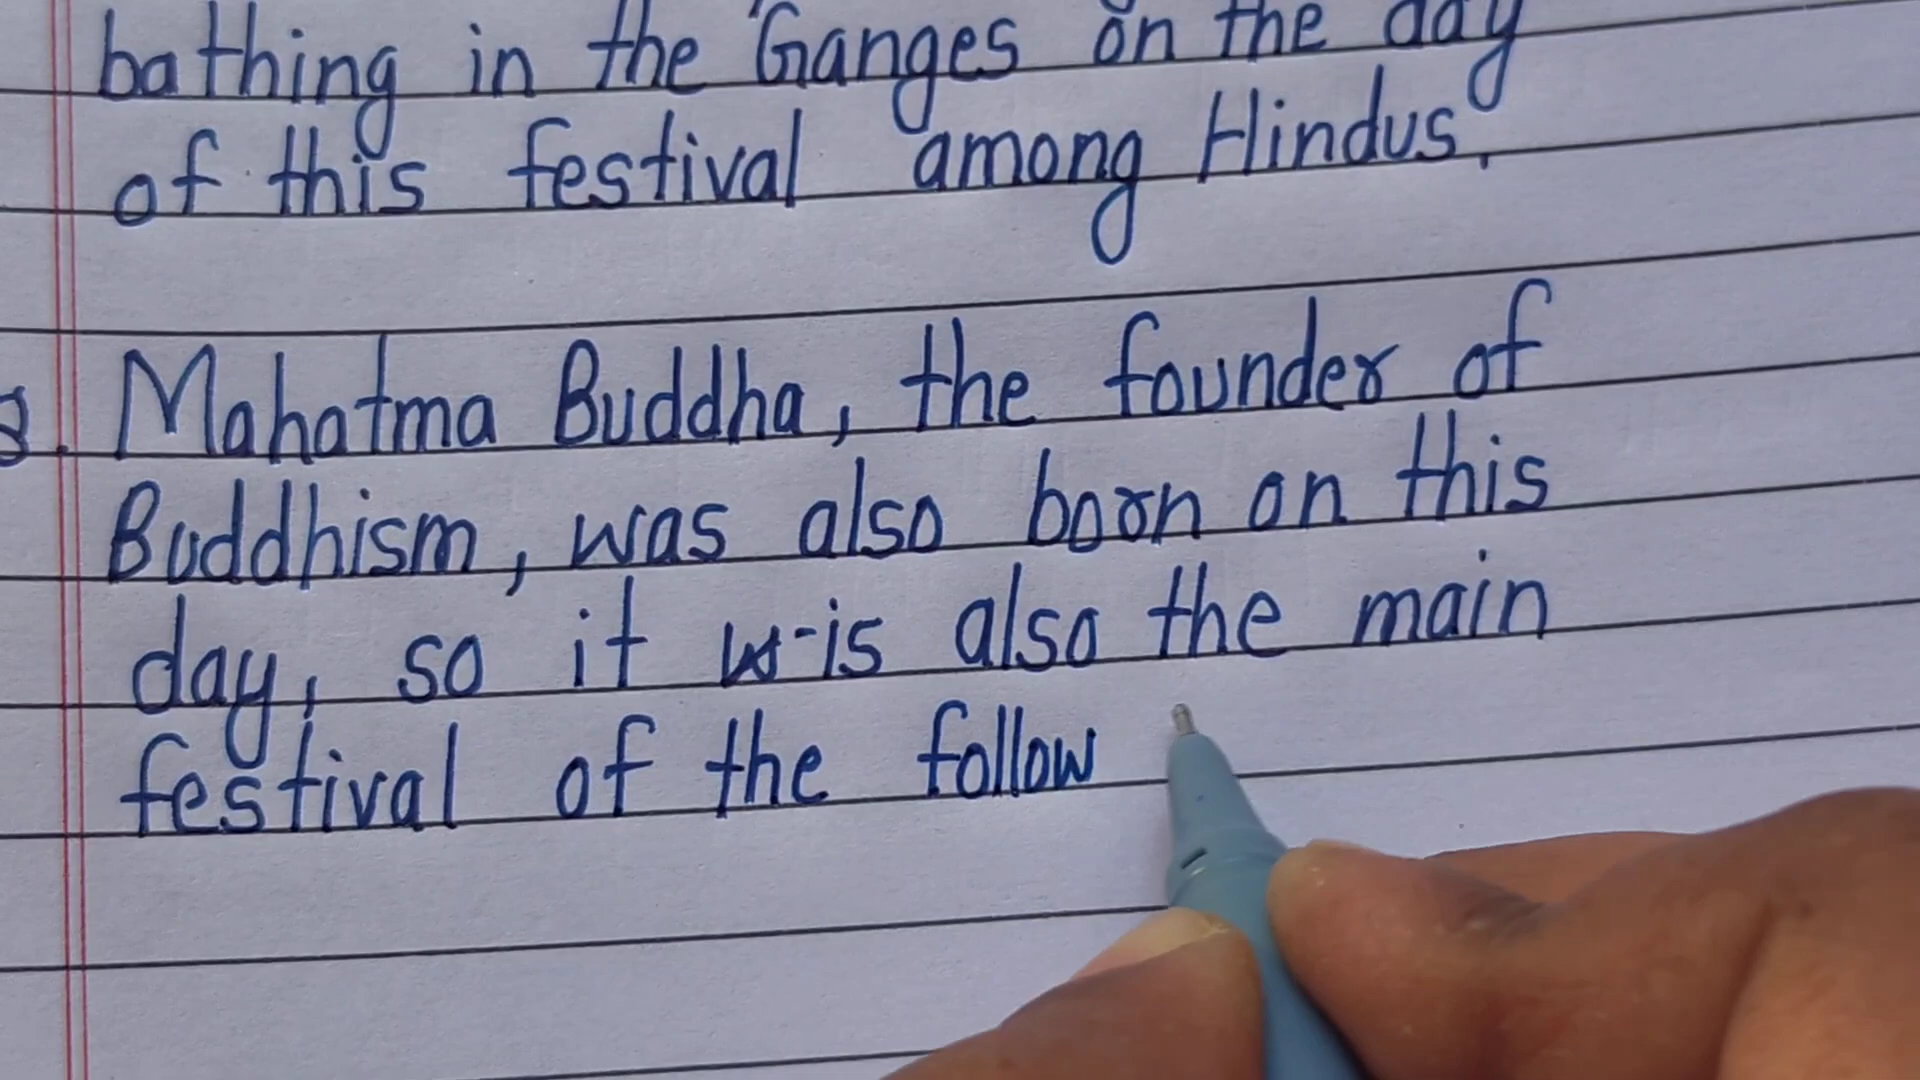 bathing in the Ganges on the day
of this festival among Hindus.
3. Mahatma Buddha, the founder of
Buddhism, was also born on this
day, so it is also the main
festival of the follow